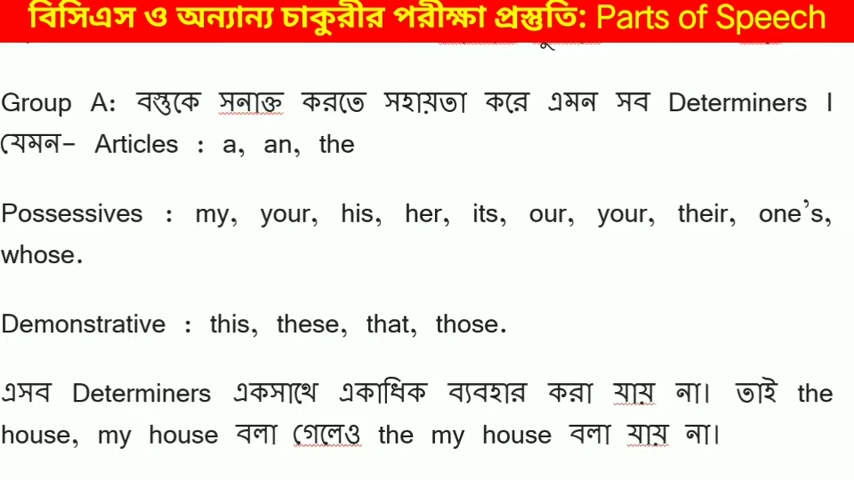 বিসিএস ও অন্যান্য চাকুরীর পরীক্ষা প্রস্তুতি: Parts of Speech
Group A: বস্তুকে সনাক্ত করতে সহায়তা করে এমন সব Determiners ।
যেমন– Articles : a, an, the
Possessives : my, your, his, her, its, our, your, their, one’s,
whose.
Demonstrative : this, these, that, those.
এসব Determiners একসাথে একাধিক ব্যবহার করা যায় না। তাই the
house, my house বলা গেলেও the my house বলা যায় না।